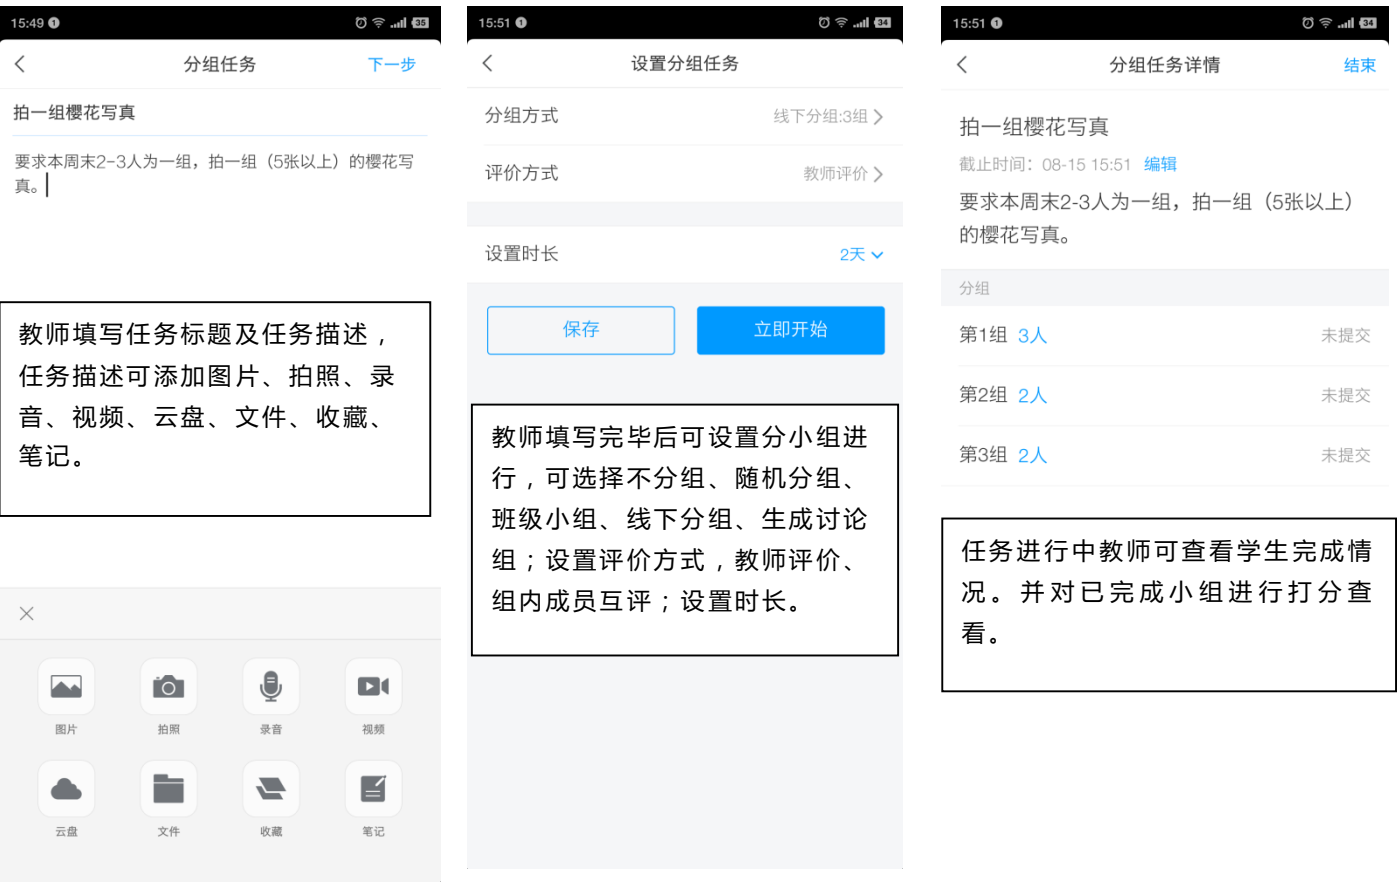 15:49 1
35
分组任务
下一步
拍一组樱花写真
要求本周末2-3人为一组，拍一组（5张以上）的樱花写
真。
教师填写任务标题及任务描述，
任务描述可添加图片、拍照、录
音、视频、云盘、文件、收藏、
笔记。
图片
拍照
录音
视频
云盘
文件
收藏
笔记
15:51 1
34
设置分组任务
分组方式
线下分组:3组
评价方式
教师评价
设置时长
2天
保存
立即开始
教师填写完毕后可设置分小组进
行，可选择不分组、随机分组、
班级小组、线下分组、生成讨论
组；设置评价方式，教师评价、
组内成员互评；设置时长。
15:51 1
34
分组任务详情
结束
拍一组樱花写真
截止时间：08-15 15:51 编辑
要求本周末2-3人为一组，拍一组（5张以上）
的樱花写真。
分组
第1组 3人 未提交
第2组 2人 未提交
第3组 2人 未提交
任务进行中教师可查看学生完成情
况。并对已完成小组进行打分查
看。